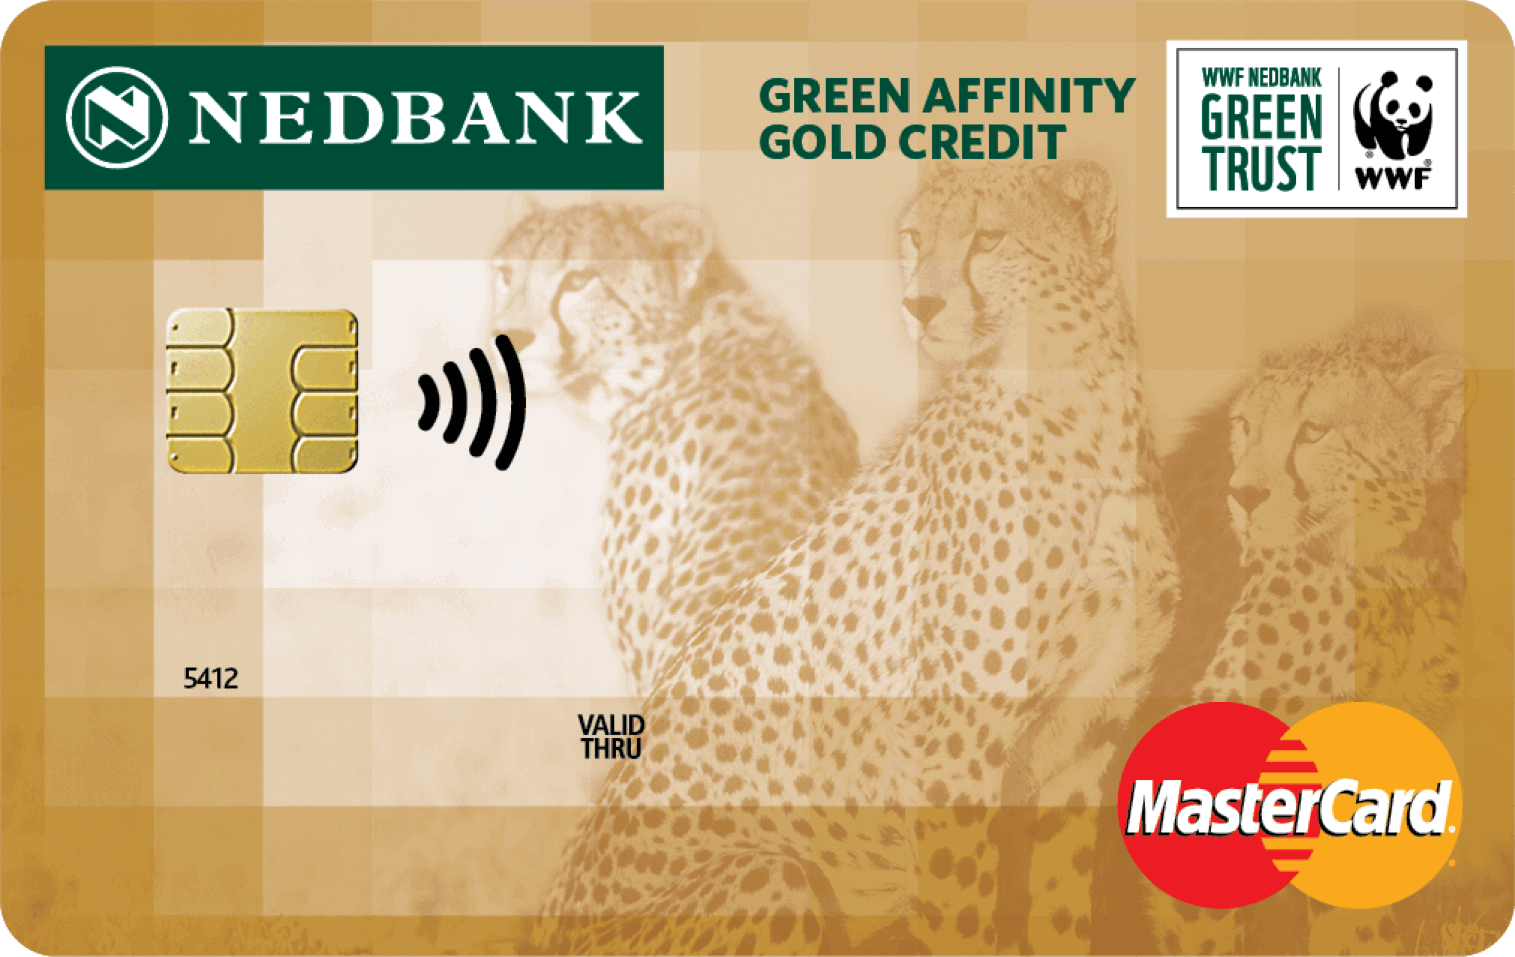 NEDBANK
GREEN AFFINITY
GOLD CREDIT
WWF NEDBANK
GREEN
TRUST
WWF
5412
VALID
THRU
MasterCard